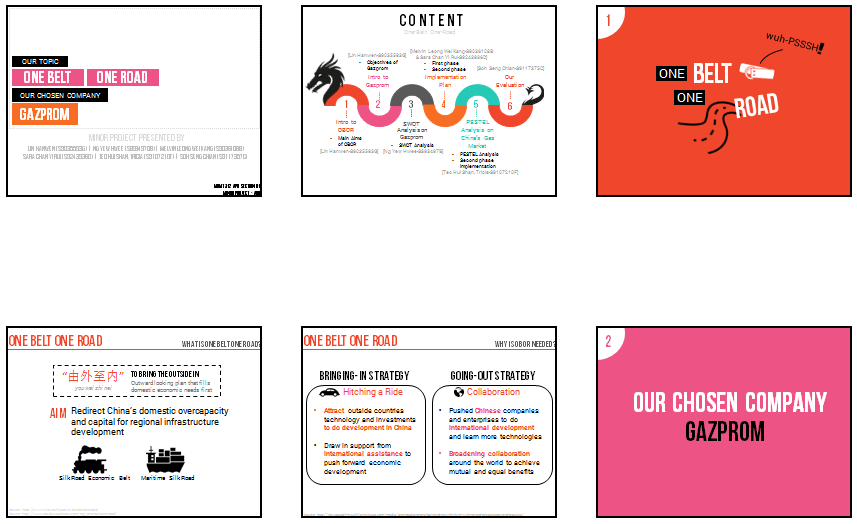 OUR TOPIC
ONE BELT ONE ROAD
OUR CHOSEN COMPANY
GAZPROM
MINOR PROJECT PRESENTED BY
CONTENT
One Belt One Road
Objectives of
Gazprom
Intro to
Gazprom
First phase
Second phase
Implementation
Plan
Our
Evaluation
1 2 3 4 5 6
Intro to
OBOR
Main Aims
of OBOR
SWOT
Analysis on
Gazprom
SWOT Analysis
PESTEL
Analysis on
China's Gas
Market
PESTEL Analysis
Second phase
implementation
1
wuh-PSSSH!
ONE BELT
ONE ROAD
ONE BELT ONE ROAD
WHAT IS ONE BELT ONE ROAD?
“由外至内”
you wai zhi nei
TO BRING THE OUTSIDE IN
Outward looking plan that fills
domestic economic needs first
AIM Redirect China's domestic overcapacity
and capital for regional infrastructure
development
Silk Road Economic Belt Maritime Silk Road
ONE BELT ONE ROAD
WHY IS OBOR NEEDED?
BRINGING-IN STRATEGY
Hitching a Ride
Attract outside countries
technology and investments
to do development in China
Draw in support from
international assistance to
push forward economic
development
GOING-OUT STRATEGY
Collaboration
Pushed Chinese companies
and enterprises to do
international development
and learn more technologies
Broadening collaboration
around the world to achieve
mutual and equal benefits
2
OUR CHOSEN COMPANY
GAZPROM